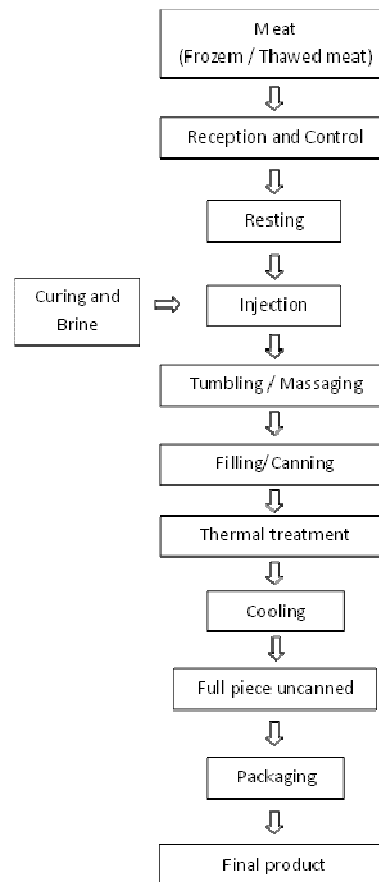 Meat
(Frozem / Thawed meat)
Reception and Control
Resting
Curing and
Brine
Injection
Tumbling / Massaging
Filling/Canning
Thermal treatment
Cooling
Full piece uncanned
Packaging
Final product